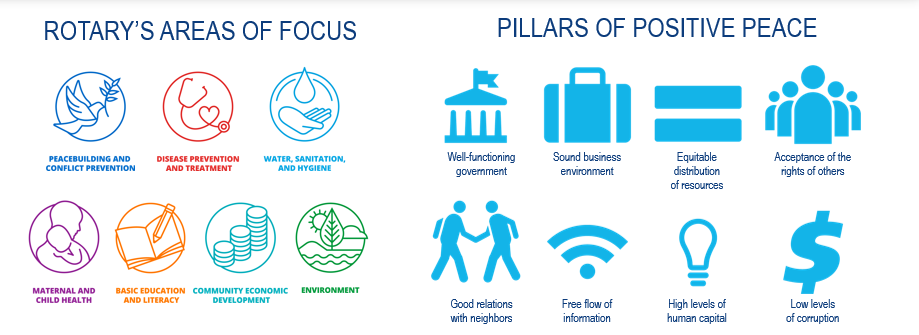 ROTARY'S AREAS OF FOCUS
PEACEBUILDING AND
CONFLICT PREVENTION
DISEASE PREVENTION
AND TREATMENT
WATER, SANITATION,
AND HYGIENE
MATERNAL AND
CHILD HEALTH
BASIC EDUCATION
AND LITERACY
COMMUNITY ECONOMIC
DEVELOPMENT
ENVIRONMENT
PILLARS OF POSITIVE PEACE
Well-functioning
government
Sound business
environment
Equitable
distribution
of resources
Acceptance of the
rights of others
Good relations
with neighbors
Free flow of
information
High levels of
human capital
Low levels
of corruption